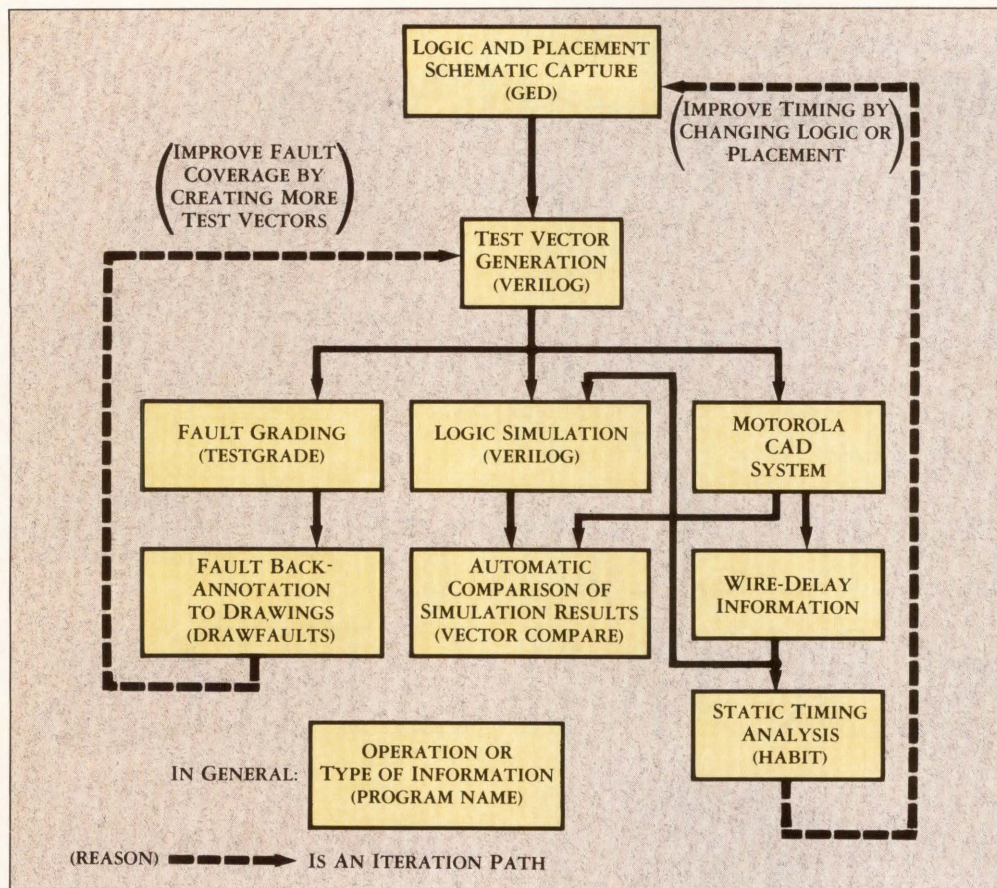 LOGIC AND PLACEMENT
SCHEMATIC CAPTURE
(GED)
(IMPROVE TIMING BY
CHANGING LOGIC OR
PLACEMENT)
(IMPROVE FAULT
COVERAGE BY
CREATING MORE
TEST VECTORS)
TEST VECTOR
GENERATION
(VERILOG)
FAULT GRADING
(TESTGRADE)
LOGIC SIMULATION
(VERILOG)
MOTOROLA
CAD
SYSTEM
FAULT BACK-
ANNOTATION
TO DRAWINGS
(DRAWFAULTS)
AUTOMATIC
COMPARISON OF
SIMULATION RESULTS
(VECTOR COMPARE)
WIRE-DELAY
INFORMATION
STATIC TIMING
ANALYSIS
(HABIT)
IN GENERAL:
OPERATION OR
TYPE OF INFORMATION
(PROGRAM NAME)
(REASON)
IS AN ITERATION PATH